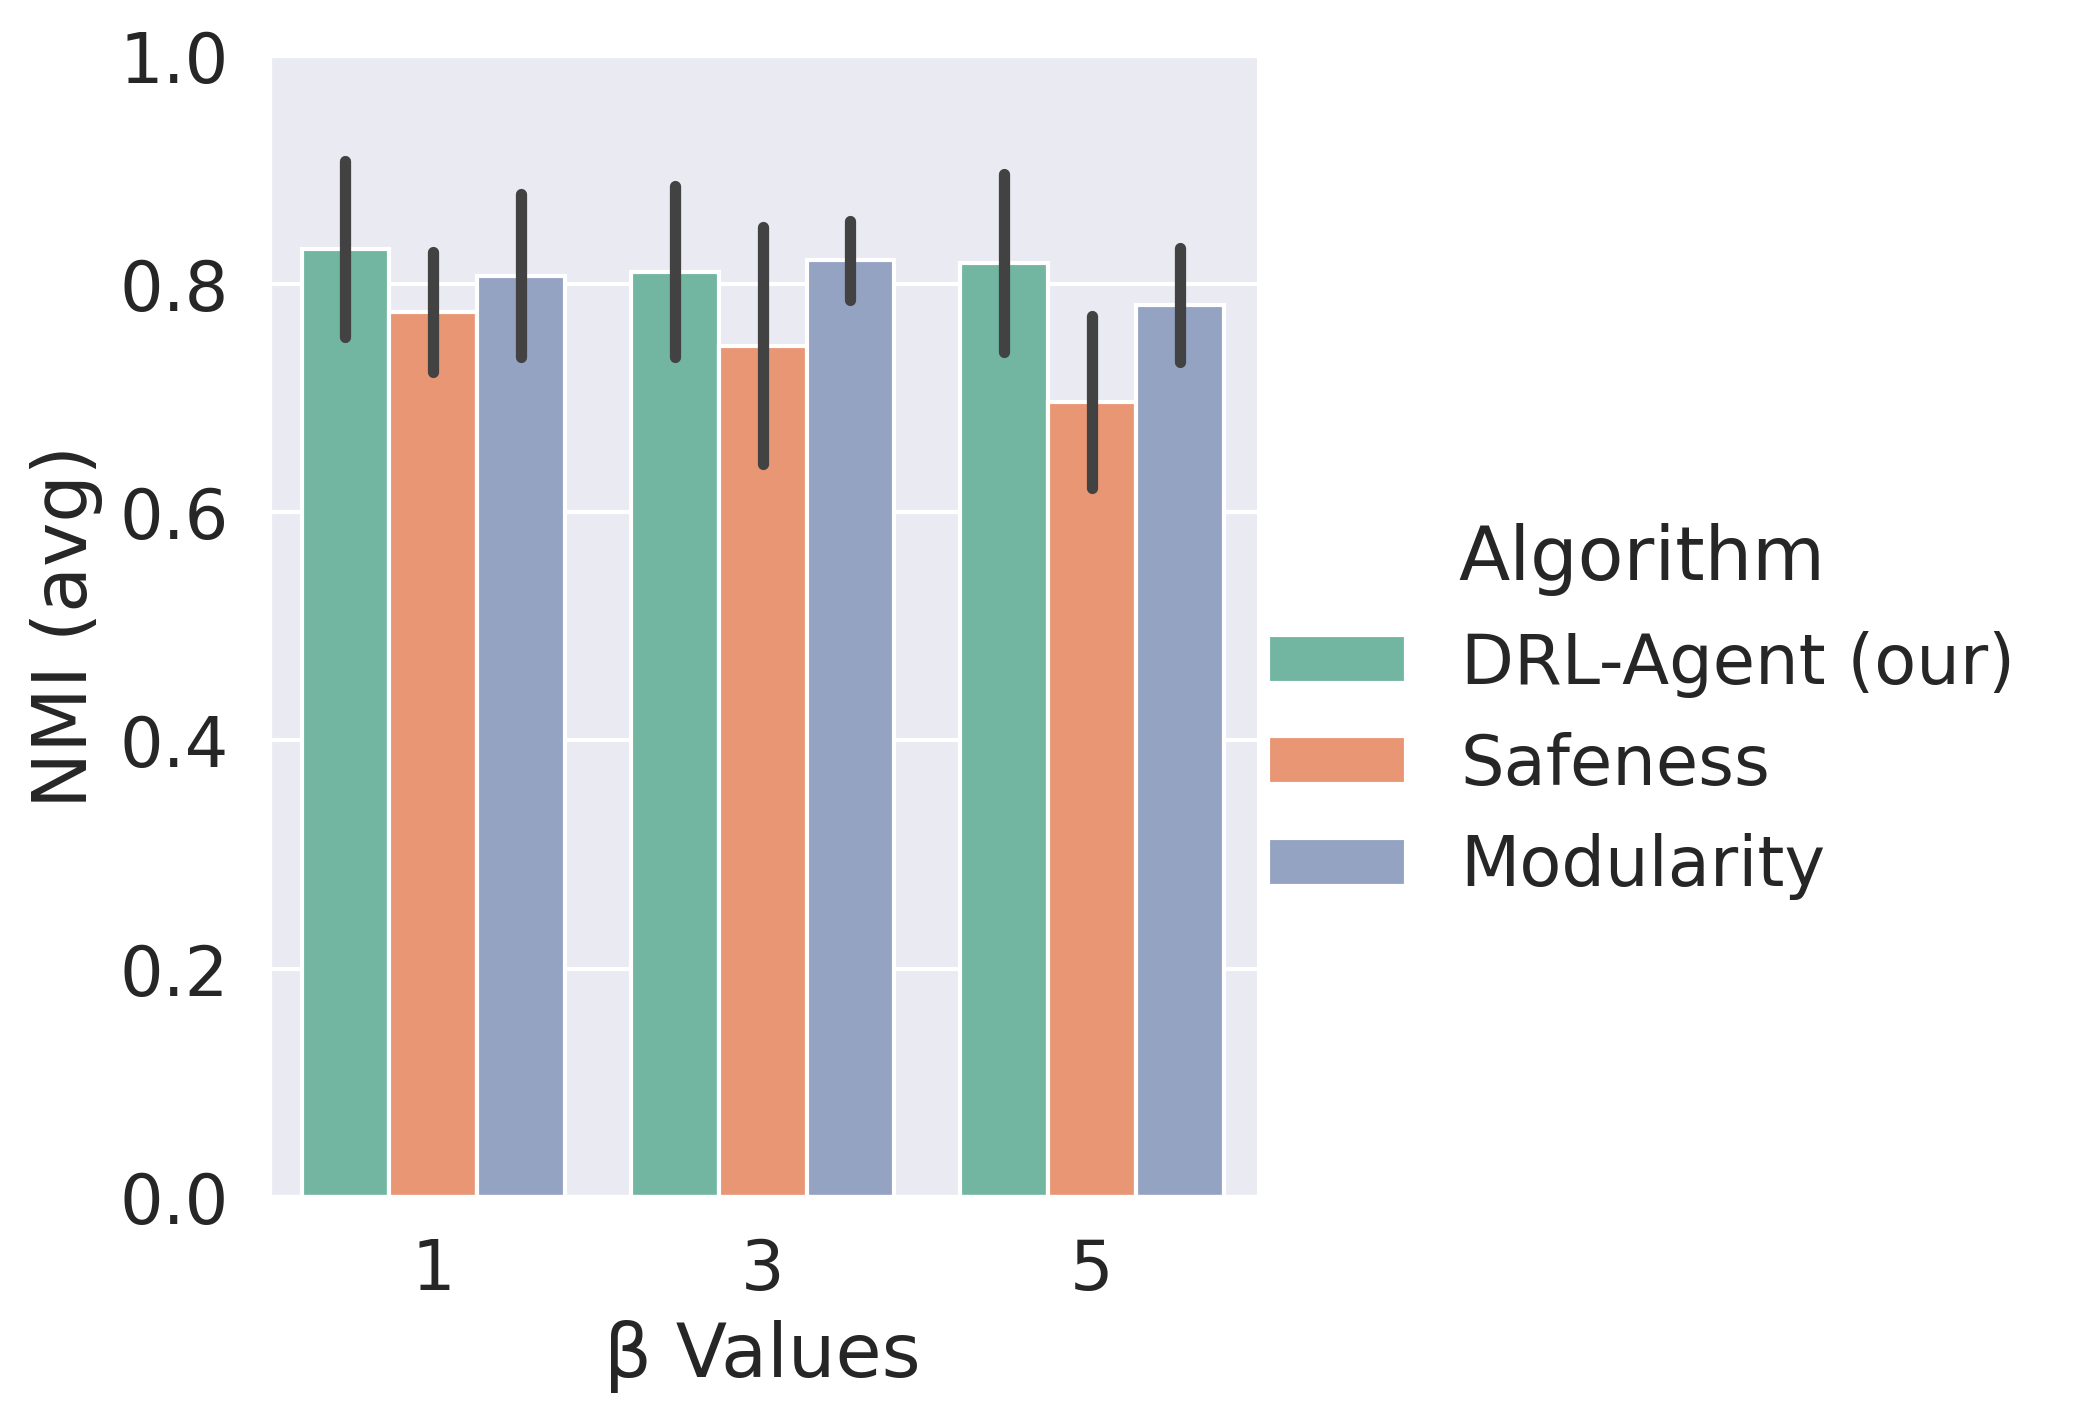 1.0
0.8
0.6
0.4
0.2
0.0
NMI (avg)
1 3 5
β Values
Algorithm
DRL-Agent (our)
Safeness
Modularity